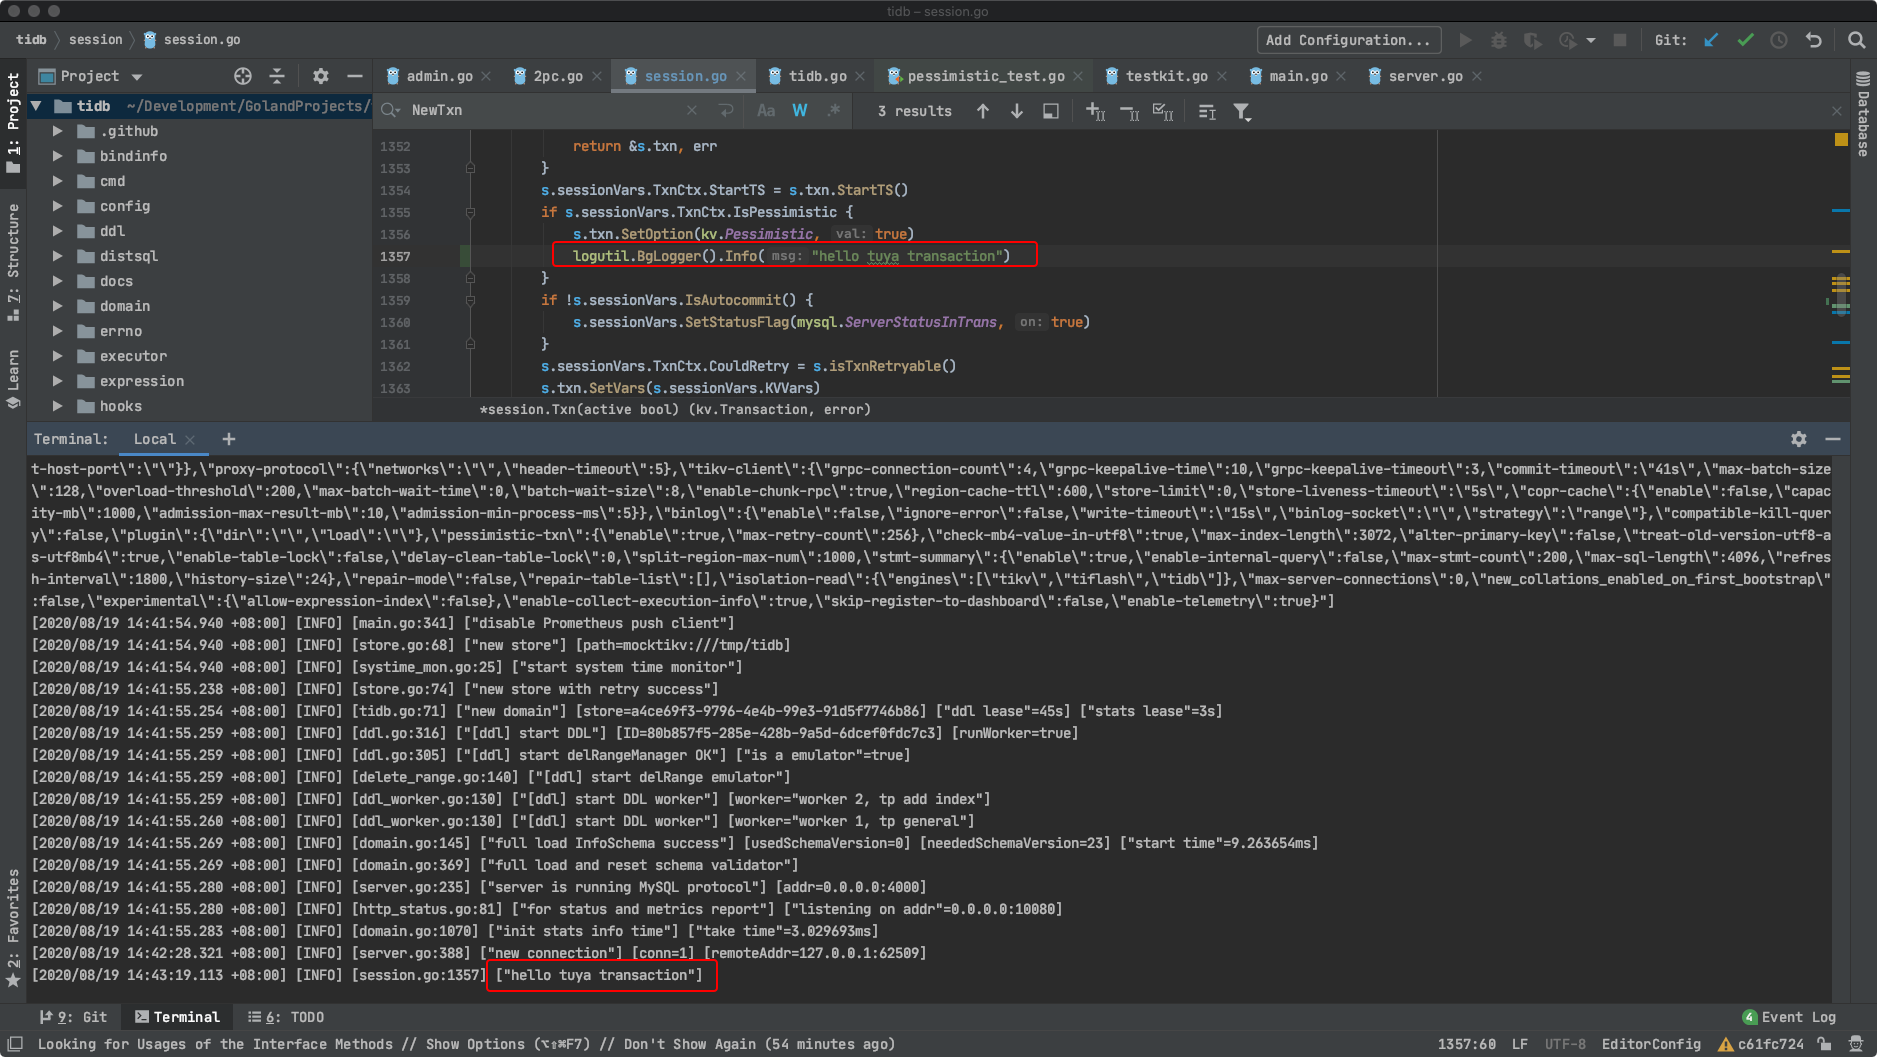 tidb – session.go
tidb session session.go
Add Configuration...
Git:
1: Project
7: Structure
Learn
2: Favorites
Database
Project
tidb ~/Development/GolandProjects/
.github
bindinfo
cmd
config
ddl
distsql
docs
domain
errno
executor
expression
hooks
admin.go 2pc.go session.go tidb.go pessimistic_test.go testkit.go main.go server.go
NewTxn Aa W .* 3 results
1352 return &s.txn, err
1353 }
1354 s.sessionVars.TxnCtx.StartTS = s.txn.StartTS()
1355 if s.sessionVars.TxnCtx.IsPessimistic {
1356 s.txn.SetOption(kv.Pessimistic, val: true)
1357 logutil.BgLogger().Info( msg: "hello tuya transaction")
1358 }
1359 if !s.sessionVars.IsAutocommit() {
1360 s.sessionVars.SetStatusFlag(mysql.ServerStatusInTrans, on: true)
1361 }
1362 s.sessionVars.TxnCtx.CouldRetry = s.isTxnRetryable()
1363 s.txn.SetVars(s.sessionVars.KVVars)
*session.Txn(active bool) (kv.Transaction, error)
Terminal: Local +
t-host-port\":\"\"}},\"proxy-protocol\":{\"networks\":\"\",\"header-timeout\":5},\"tikv-client\":{\"grpc-connection-count\":4,\"grpc-keepalive-time\":10,\"grpc-keepalive-timeout\":3,\"commit-timeout\":\"41s\",\"max-batch-size
\":128,\"overload-threshold\":200,\"max-batch-wait-time\":0,\"batch-wait-size\":8,\"enable-chunk-rpc\":true,\"region-cache-ttl\":600,\"store-limit\":0,\"store-liveness-timeout\":\"5s\",\"copr-cache\":{\"enable\":false,\"capac
ity-mb\":1000,\"admission-max-result-mb\":10,\"admission-min-process-ms\":5}},\"binlog\":{\"enable\":false,\"ignore-error\":false,\"write-timeout\":\"15s\",\"binlog-socket\":\"\",\"strategy\":\"range\"},\"compatible-kill-quer
y\":false,\"plugin\":{\"dir\":\"\",\"load\":\"\"},\"pessimistic-txn\":{\"enable\":true,\"max-retry-count\":256},\"check-mb4-value-in-utf8\":true,\"max-index-length\":3072,\"alter-primary-key\":false,\"treat-old-version-utf8-a
s-utf8mb4\":true,\"enable-table-lock\":false,\"delay-clean-table-lock\":0,\"split-region-max-num\":1000,\"stmt-summary\":{\"enable\":true,\"enable-internal-query\":false,\"max-stmt-count\":200,\"max-sql-length\":4096,\"refres
h-interval\":1800,\"history-size\":24},\"repair-mode\":false,\"repair-table-list\":[],\"isolation-read\":{\"engines\":[\"tikv\",\"tiflash\",\"tidb\"]},\"max-server-connections\":0,\"new_collations_enabled_on_first_bootstrap\"
:false,\"experimental\":{\"allow-expression-index\":false},\"enable-collect-execution-info\":true,\"skip-register-to-dashboard\":false,\"enable-telemetry\":true}"]
[2020/08/19 14:41:54.940 +08:00] [INFO] [main.go:341] ["disable Prometheus push client"]
[2020/08/19 14:41:54.940 +08:00] [INFO] [store.go:68] ["new store"] [path=mocktikv:///tmp/tidb]
[2020/08/19 14:41:54.940 +08:00] [INFO] [systime_mon.go:25] ["start system time monitor"]
[2020/08/19 14:41:55.238 +08:00] [INFO] [store.go:74] ["new store with retry success"]
[2020/08/19 14:41:55.254 +08:00] [INFO] [tidb.go:71] ["new domain"] [store=a4ce69f3-9796-4e4b-99e3-91d5f7746b86] ["ddl lease"=45s] ["stats lease"=3s]
[2020/08/19 14:41:55.259 +08:00] [INFO] [ddl.go:316] ["[ddl] start DDL"] [ID=80b857f5-285e-428b-9a5d-6dcef0fdc7c3] [runWorker=true]
[2020/08/19 14:41:55.259 +08:00] [INFO] [ddl.go:305] ["[ddl] start delRangeManager OK"] ["is a emulator"=true]
[2020/08/19 14:41:55.259 +08:00] [INFO] [delete_range.go:140] ["[ddl] start delRange emulator"]
[2020/08/19 14:41:55.259 +08:00] [INFO] [ddl_worker.go:130] ["[ddl] start DDL worker"] [worker="worker 2, tp add index"]
[2020/08/19 14:41:55.260 +08:00] [INFO] [ddl_worker.go:130] ["[ddl] start DDL worker"] [worker="worker 1, tp general"]
[2020/08/19 14:41:55.269 +08:00] [INFO] [domain.go:145] ["full load InfoSchema success"] [usedSchemaVersion=0] [neededSchemaVersion=23] ["start time"=9.263654ms]
[2020/08/19 14:41:55.269 +08:00] [INFO] [domain.go:369] ["full load and reset schema validator"]
[2020/08/19 14:41:55.280 +08:00] [INFO] [server.go:235] ["server is running MySQL protocol"] [addr=0.0.0.0:4000]
[2020/08/19 14:41:55.280 +08:00] [INFO] [http_status.go:81] ["for status and metrics report"] ["listening on addr"=0.0.0.0:10080]
[2020/08/19 14:41:55.283 +08:00] [INFO] [domain.go:1070] ["init stats info time"] ["take time"=3.029693ms]
[2020/08/19 14:42:28.321 +08:00] [INFO] [server.go:388] ["new connection"] [conn=1] [remoteAddr=127.0.0.1:62509]
[2020/08/19 14:43:19.113 +08:00] [INFO] [session.go:1357] ["hello tuya transaction"]
9: Git Terminal 6: TODO 4 Event Log
Looking for Usages of the Interface Methods // Show Options (⌥⇧⌘F7) // Don't Show Again (54 minutes ago) 1357:60 LF UTF-8 EditorConfig c61fc724